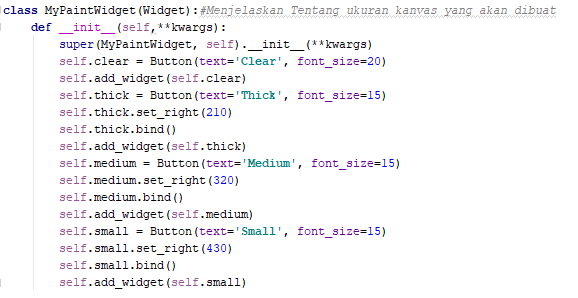 class MyPaintWidget(Widget):#Menjelaskan Tentang ukuran kanvas yang akan dibuat
    def __init__(self,**kwargs):
        super(MyPaintWidget, self).__init__(**kwargs)
        self.clear = Button(text='Clear', font_size=20)
        self.add_widget(self.clear)
        self.thick = Button(text='Thick', font_size=15)
        self.thick.set_right(210)
        self.thick.bind()
        self.add_widget(self.thick)
        self.medium = Button(text='Medium', font_size=15)
        self.medium.set_right(320)
        self.medium.bind()
        self.add_widget(self.medium)
        self.small = Button(text='Small', font_size=15)
        self.small.set_right(430)
        self.small.bind()
        self.add_widget(self.small)